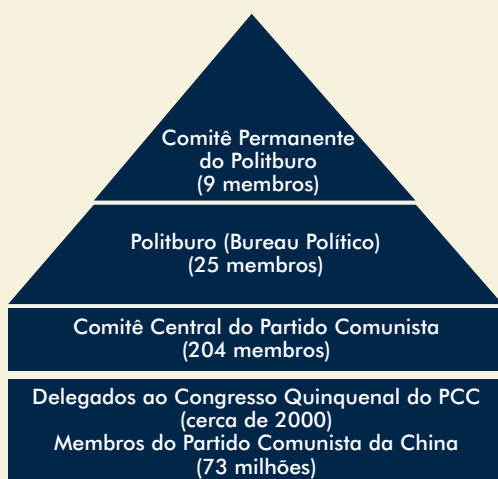 Comitê Permanente
do Politburo
(9 membros)
Politburo (Bureau Político)
(25 membros)
Comitê Central do Partido Comunista
(204 membros)
Delegados ao Congresso Quinquenal do PCC
(cerca de 2000)
Membros do Partido Comunista da China
(73 milhões)